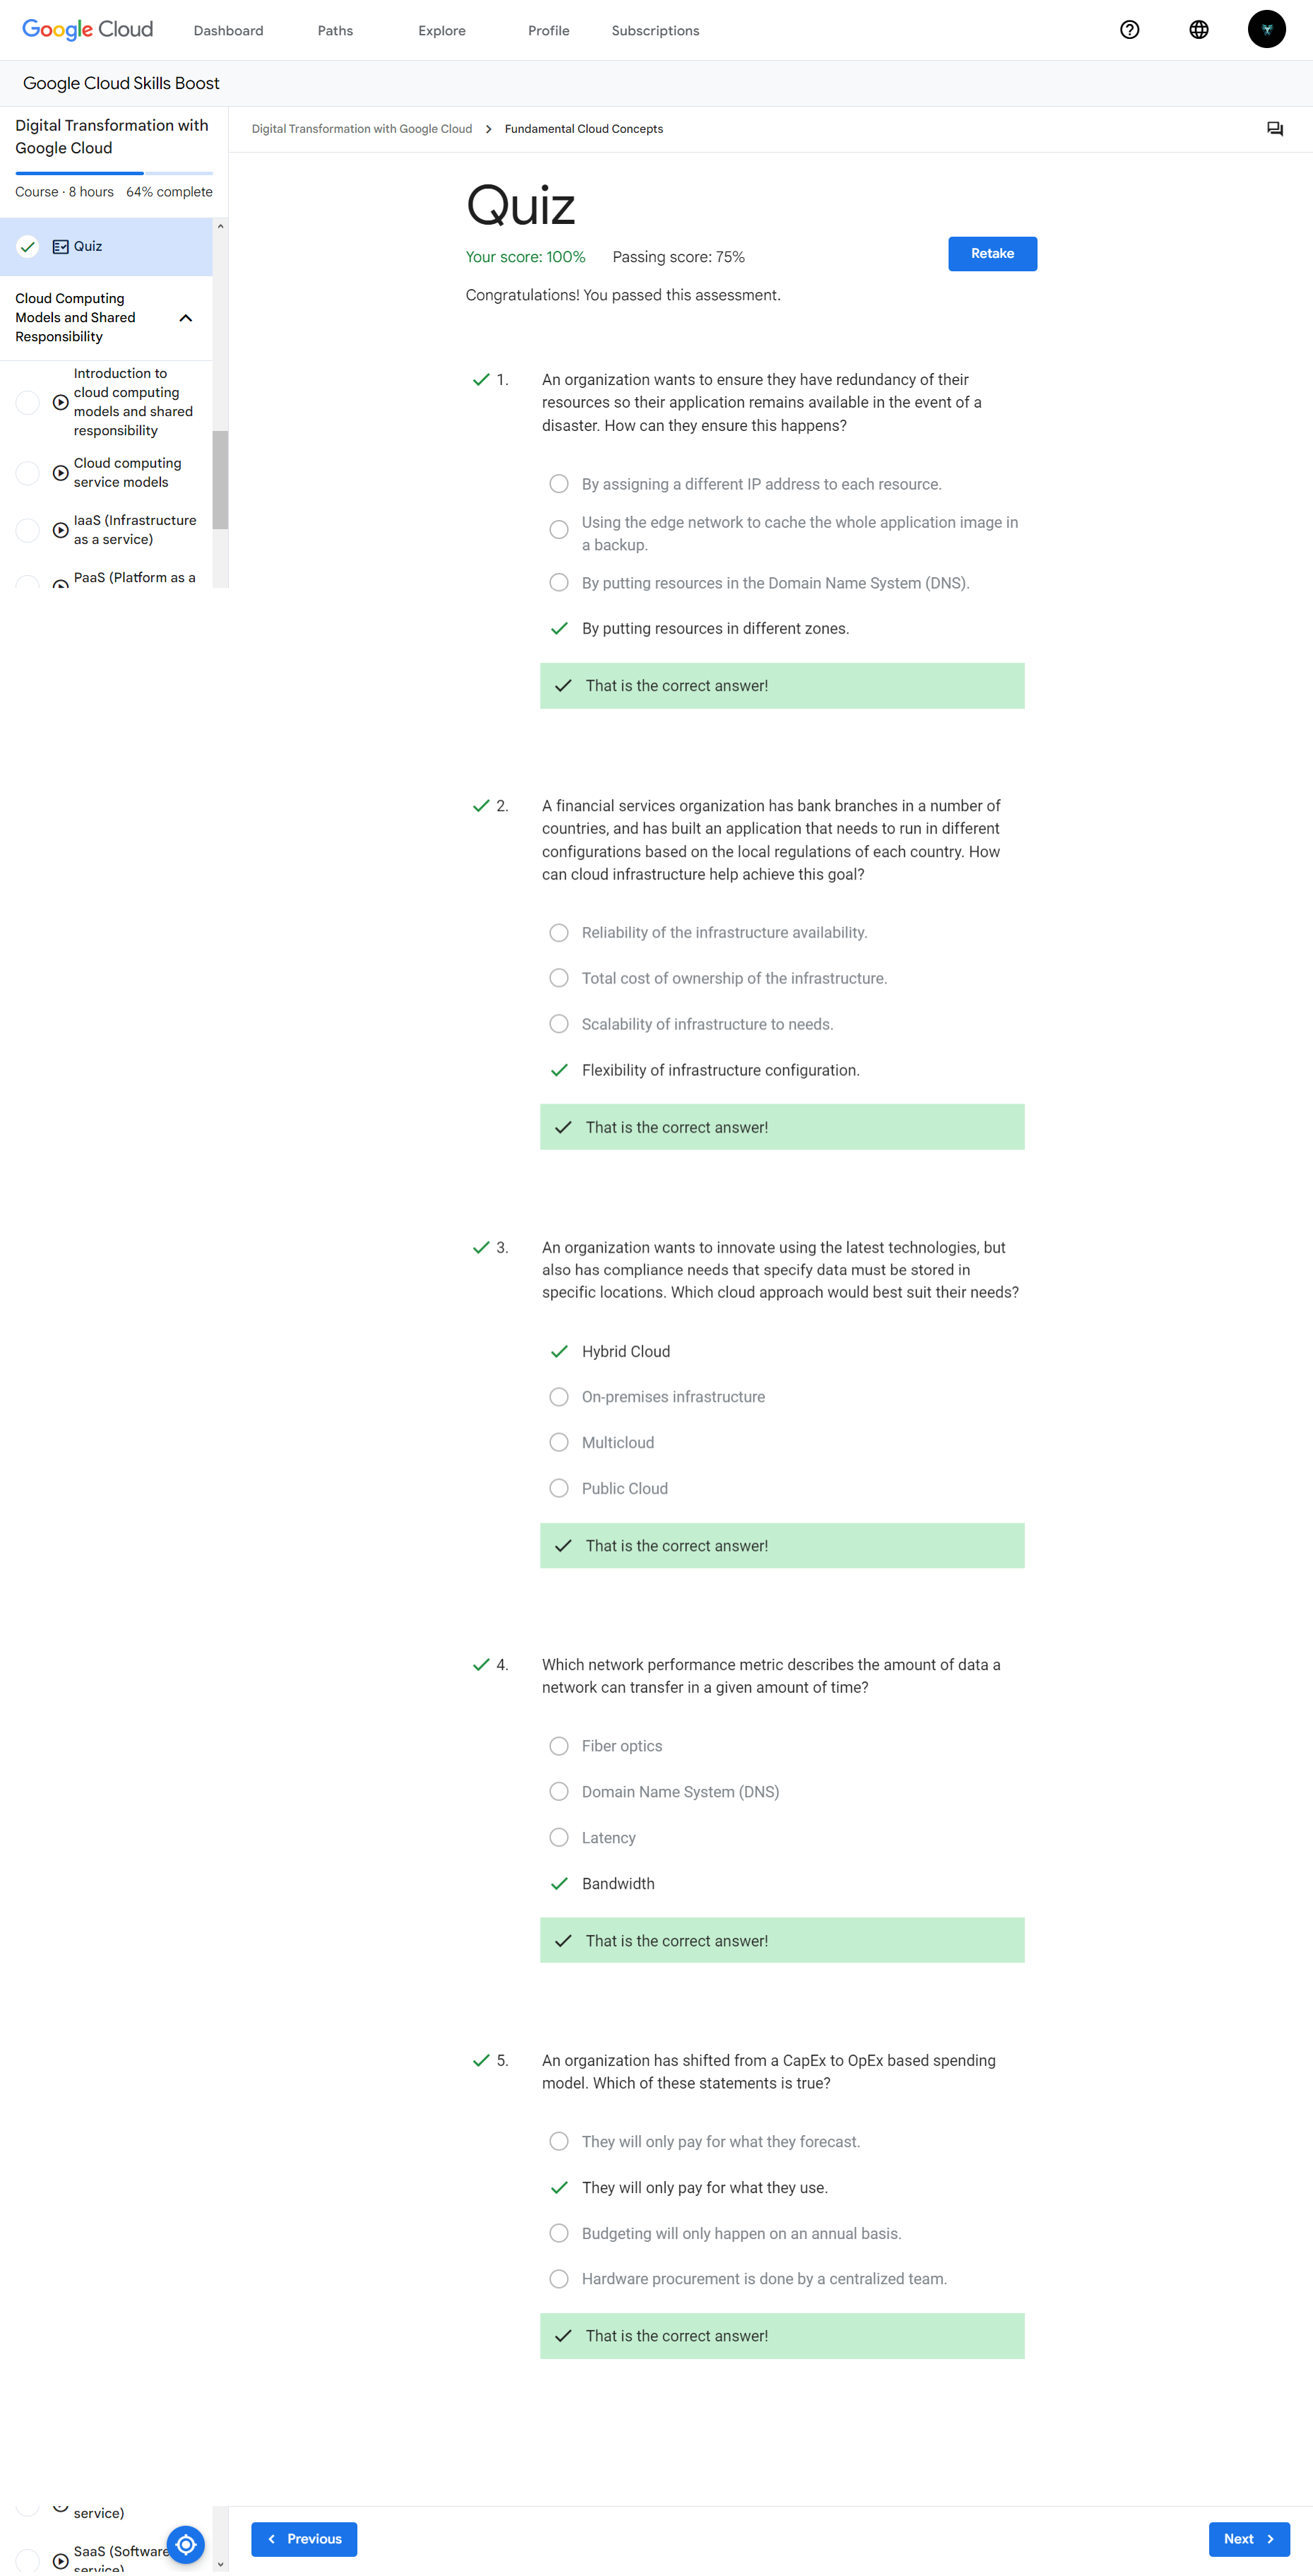 Google Cloud
Dashboard
Paths
Explore
Profile
Subscriptions
Google Cloud Skills Boost
Digital Transformation with
Google Cloud
Course · 8 hours 64% complete
Quiz
Cloud Computing
Models and Shared
Responsibility
Introduction to
cloud computing
models and shared
responsibility
Cloud computing
service models
IaaS (Infrastructure
as a service)
PaaS (Platform as a
Digital Transformation with Google Cloud > Fundamental Cloud Concepts
Quiz
Your score: 100% Passing score: 75%
Retake
Congratulations! You passed this assessment.
1. An organization wants to ensure they have redundancy of their
resources so their application remains available in the event of a
disaster. How can they ensure this happens?
By assigning a different IP address to each resource.
Using the edge network to cache the whole application image in
a backup.
By putting resources in the Domain Name System (DNS).
By putting resources in different zones.
That is the correct answer!
2. A financial services organization has bank branches in a number of
countries, and has built an application that needs to run in different
configurations based on the local regulations of each country. How
can cloud infrastructure help achieve this goal?
Reliability of the infrastructure availability.
Total cost of ownership of the infrastructure.
Scalability of infrastructure to needs.
Flexibility of infrastructure configuration.
That is the correct answer!
3. An organization wants to innovate using the latest technologies, but
also has compliance needs that specify data must be stored in
specific locations. Which cloud approach would best suit their needs?
Hybrid Cloud
On-premises infrastructure
Multicloud
Public Cloud
That is the correct answer!
4. Which network performance metric describes the amount of data a
network can transfer in a given amount of time?
Fiber optics
Domain Name System (DNS)
Latency
Bandwidth
That is the correct answer!
5. An organization has shifted from a CapEx to OpEx based spending
model. Which of these statements is true?
They will only pay for what they forecast.
They will only pay for what they use.
Budgeting will only happen on an annual basis.
Hardware procurement is done by a centralized team.
That is the correct answer!
service)
SaaS (Software
service)
Previous
Next